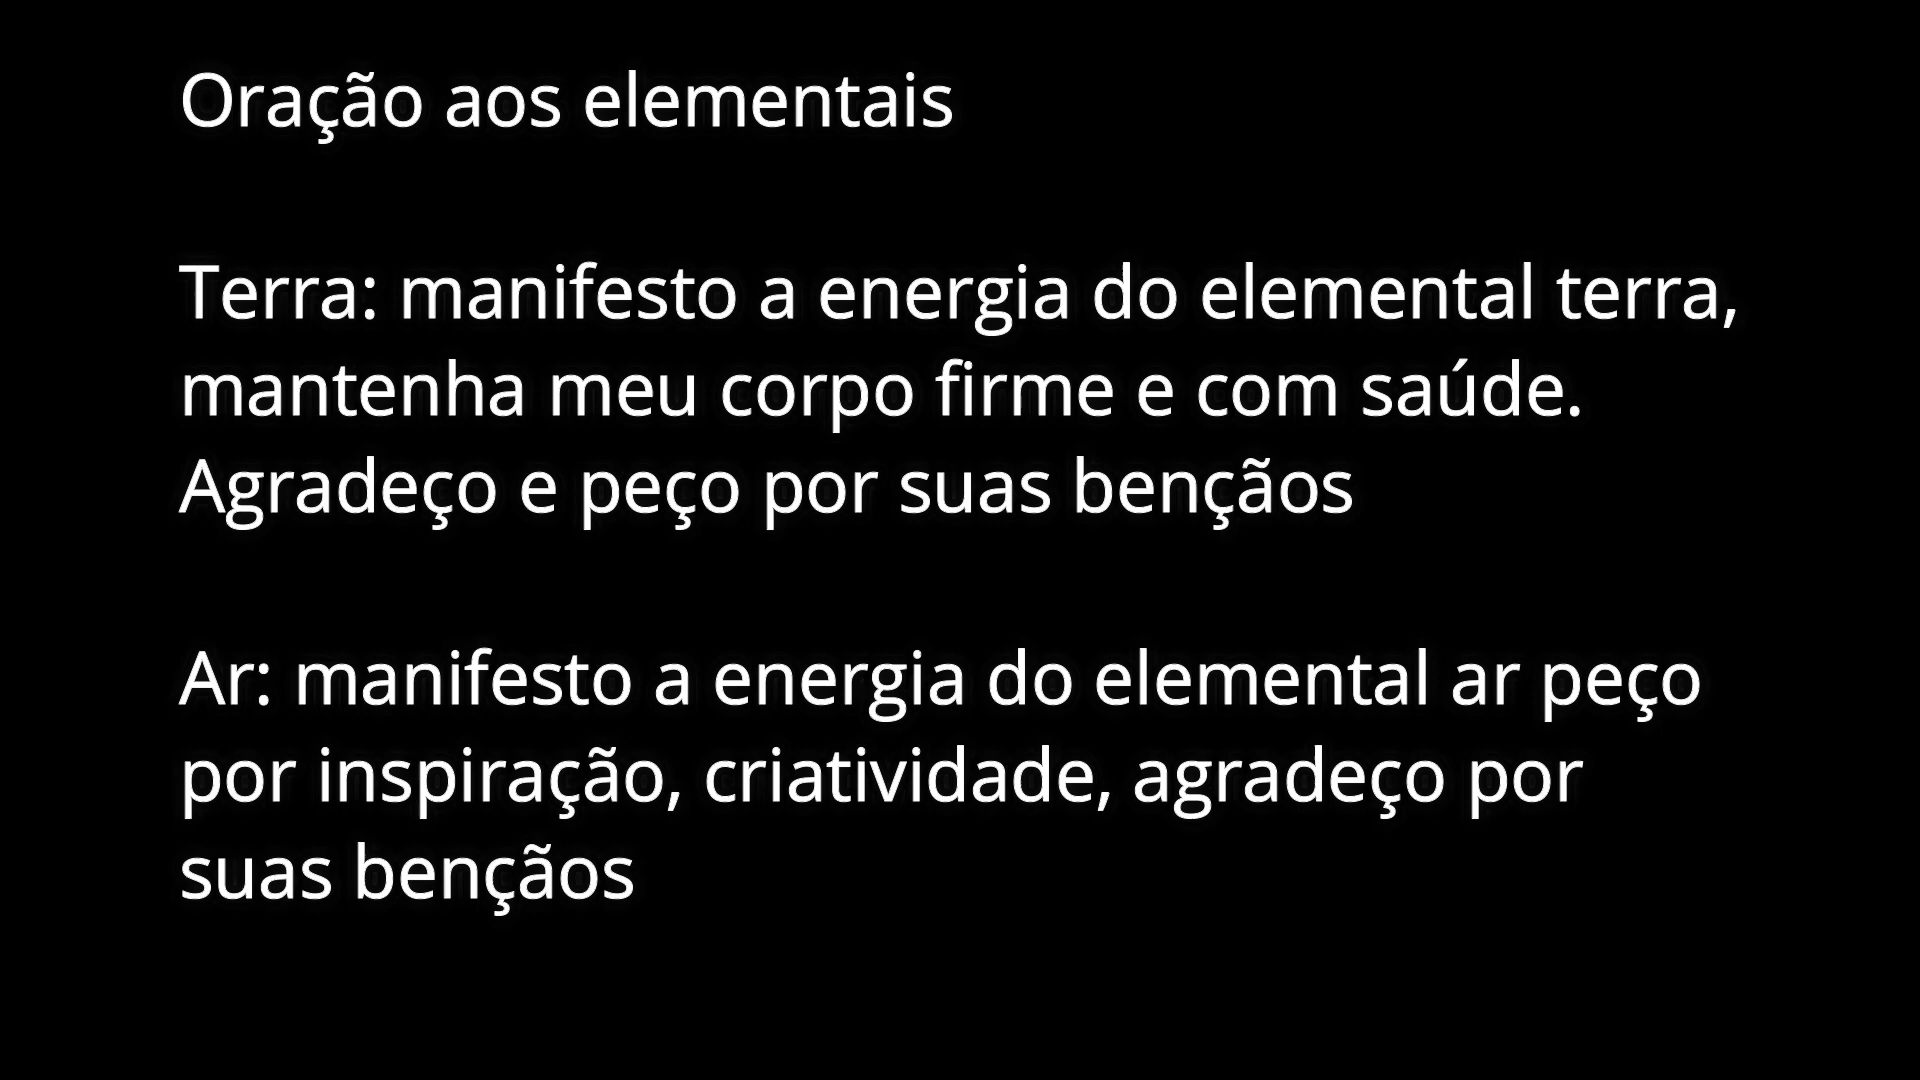 Oração aos elementais
Terra: manifesto a energia do elemental terra,
mantenha meu corpo firme e com saúde.
Agradeço e peço por suas bençãos
Ar: manifesto a energia do elemental ar peço
por inspiração, criatividade, agradeço por
suas bençãos